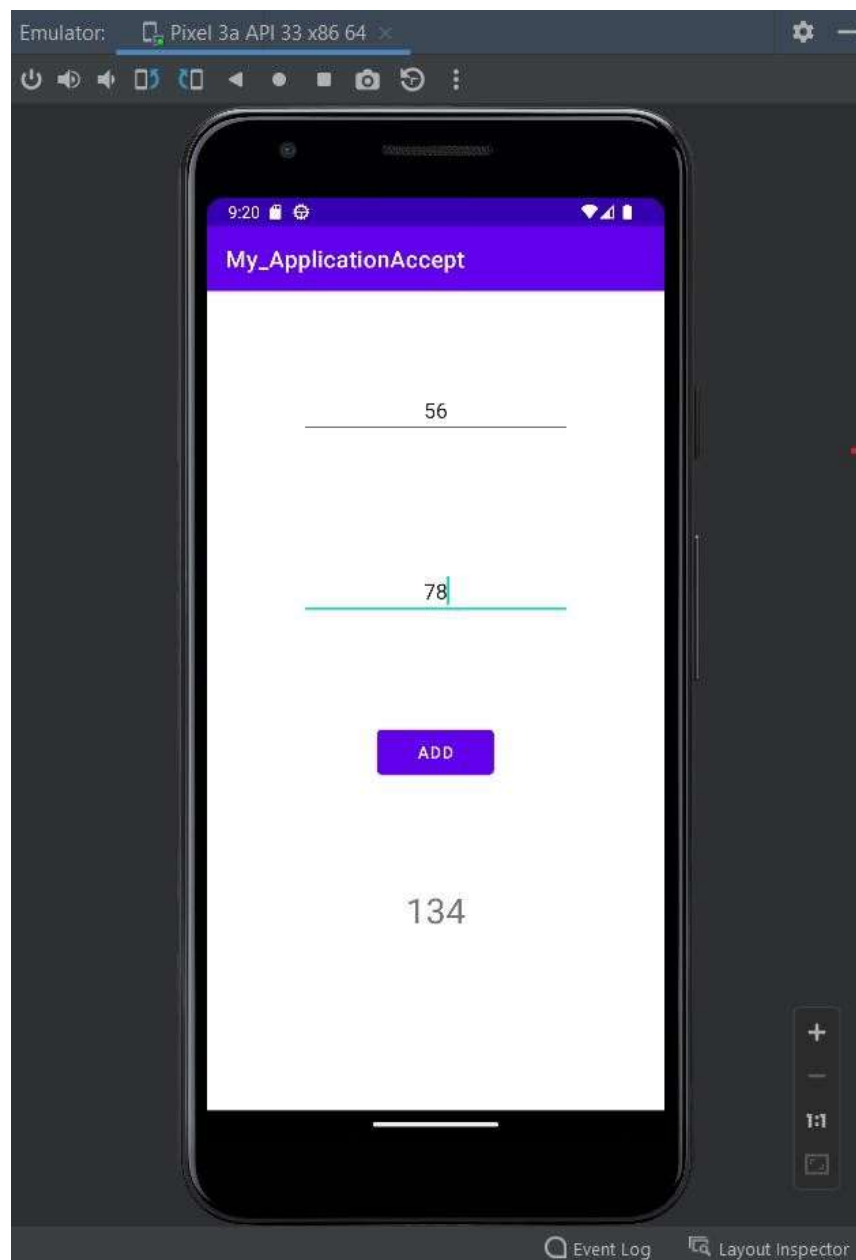 Emulator: Pixel 3a API 33 x86 64
9:20
My_ApplicationAccept
56
78
ADD
134
1:1
Event Log Layout Inspector